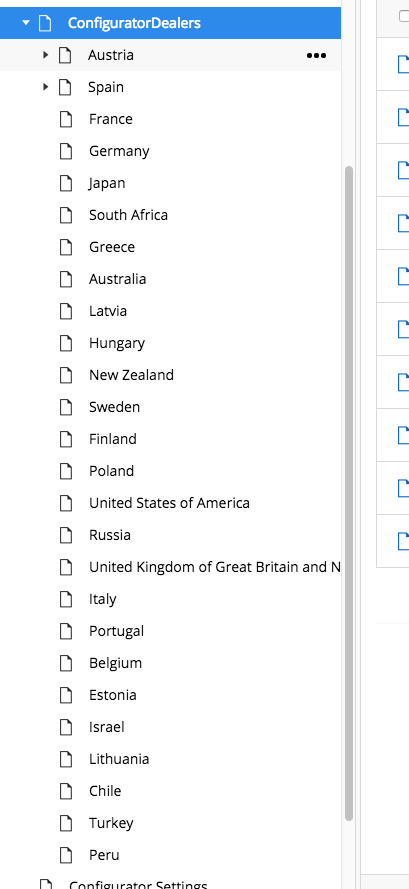 ConfiguratorDealers
Austria
Spain
France
Germany
Japan
South Africa
Greece
Australia
Latvia
Hungary
New Zealand
Sweden
Finland
Poland
United States of America
Russia
United Kingdom of Great Britain and N
Italy
Portugal
Belgium
Estonia
Israel
Lithuania
Chile
Turkey
Peru
Configurator Settings